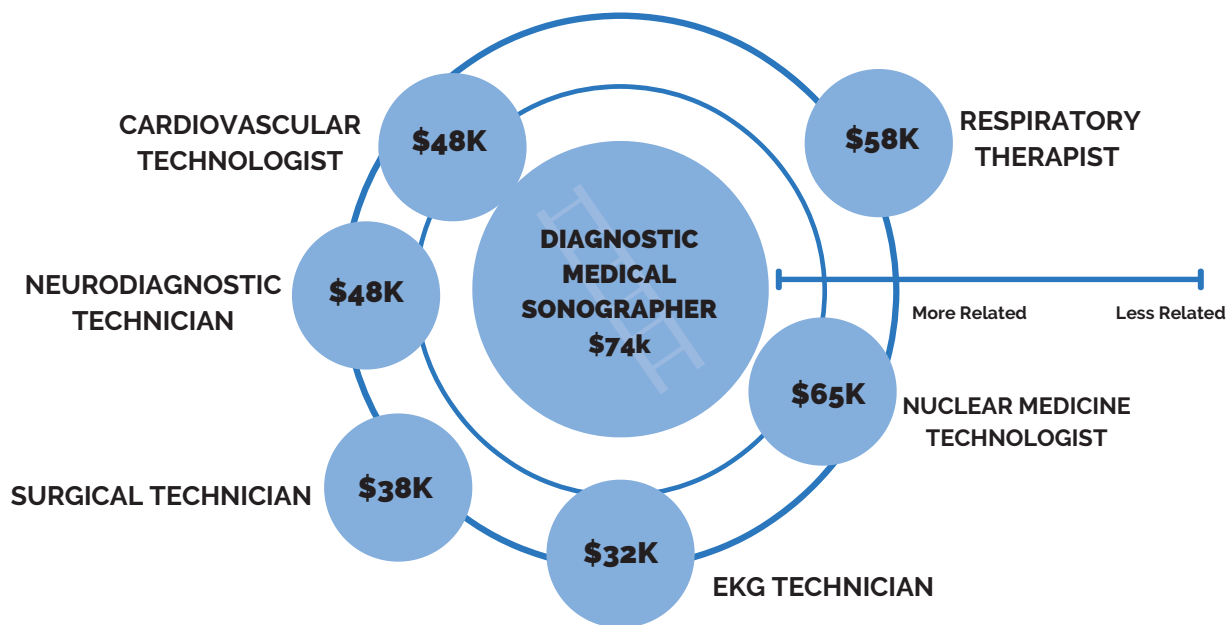 CARDIOVASCULAR
TECHNOLOGIST
$48K
RESPIRATORY
THERAPIST
$58K
DIAGNOSTIC
MEDICAL
SONOGRAPHER
$74k
NEURODIAGNOSTIC
TECHNICIAN
$48K
More Related
Less Related
$65K
NUCLEAR MEDICINE
TECHNOLOGIST
SURGICAL TECHNICIAN
$38K
$32K
EKG TECHNICIAN